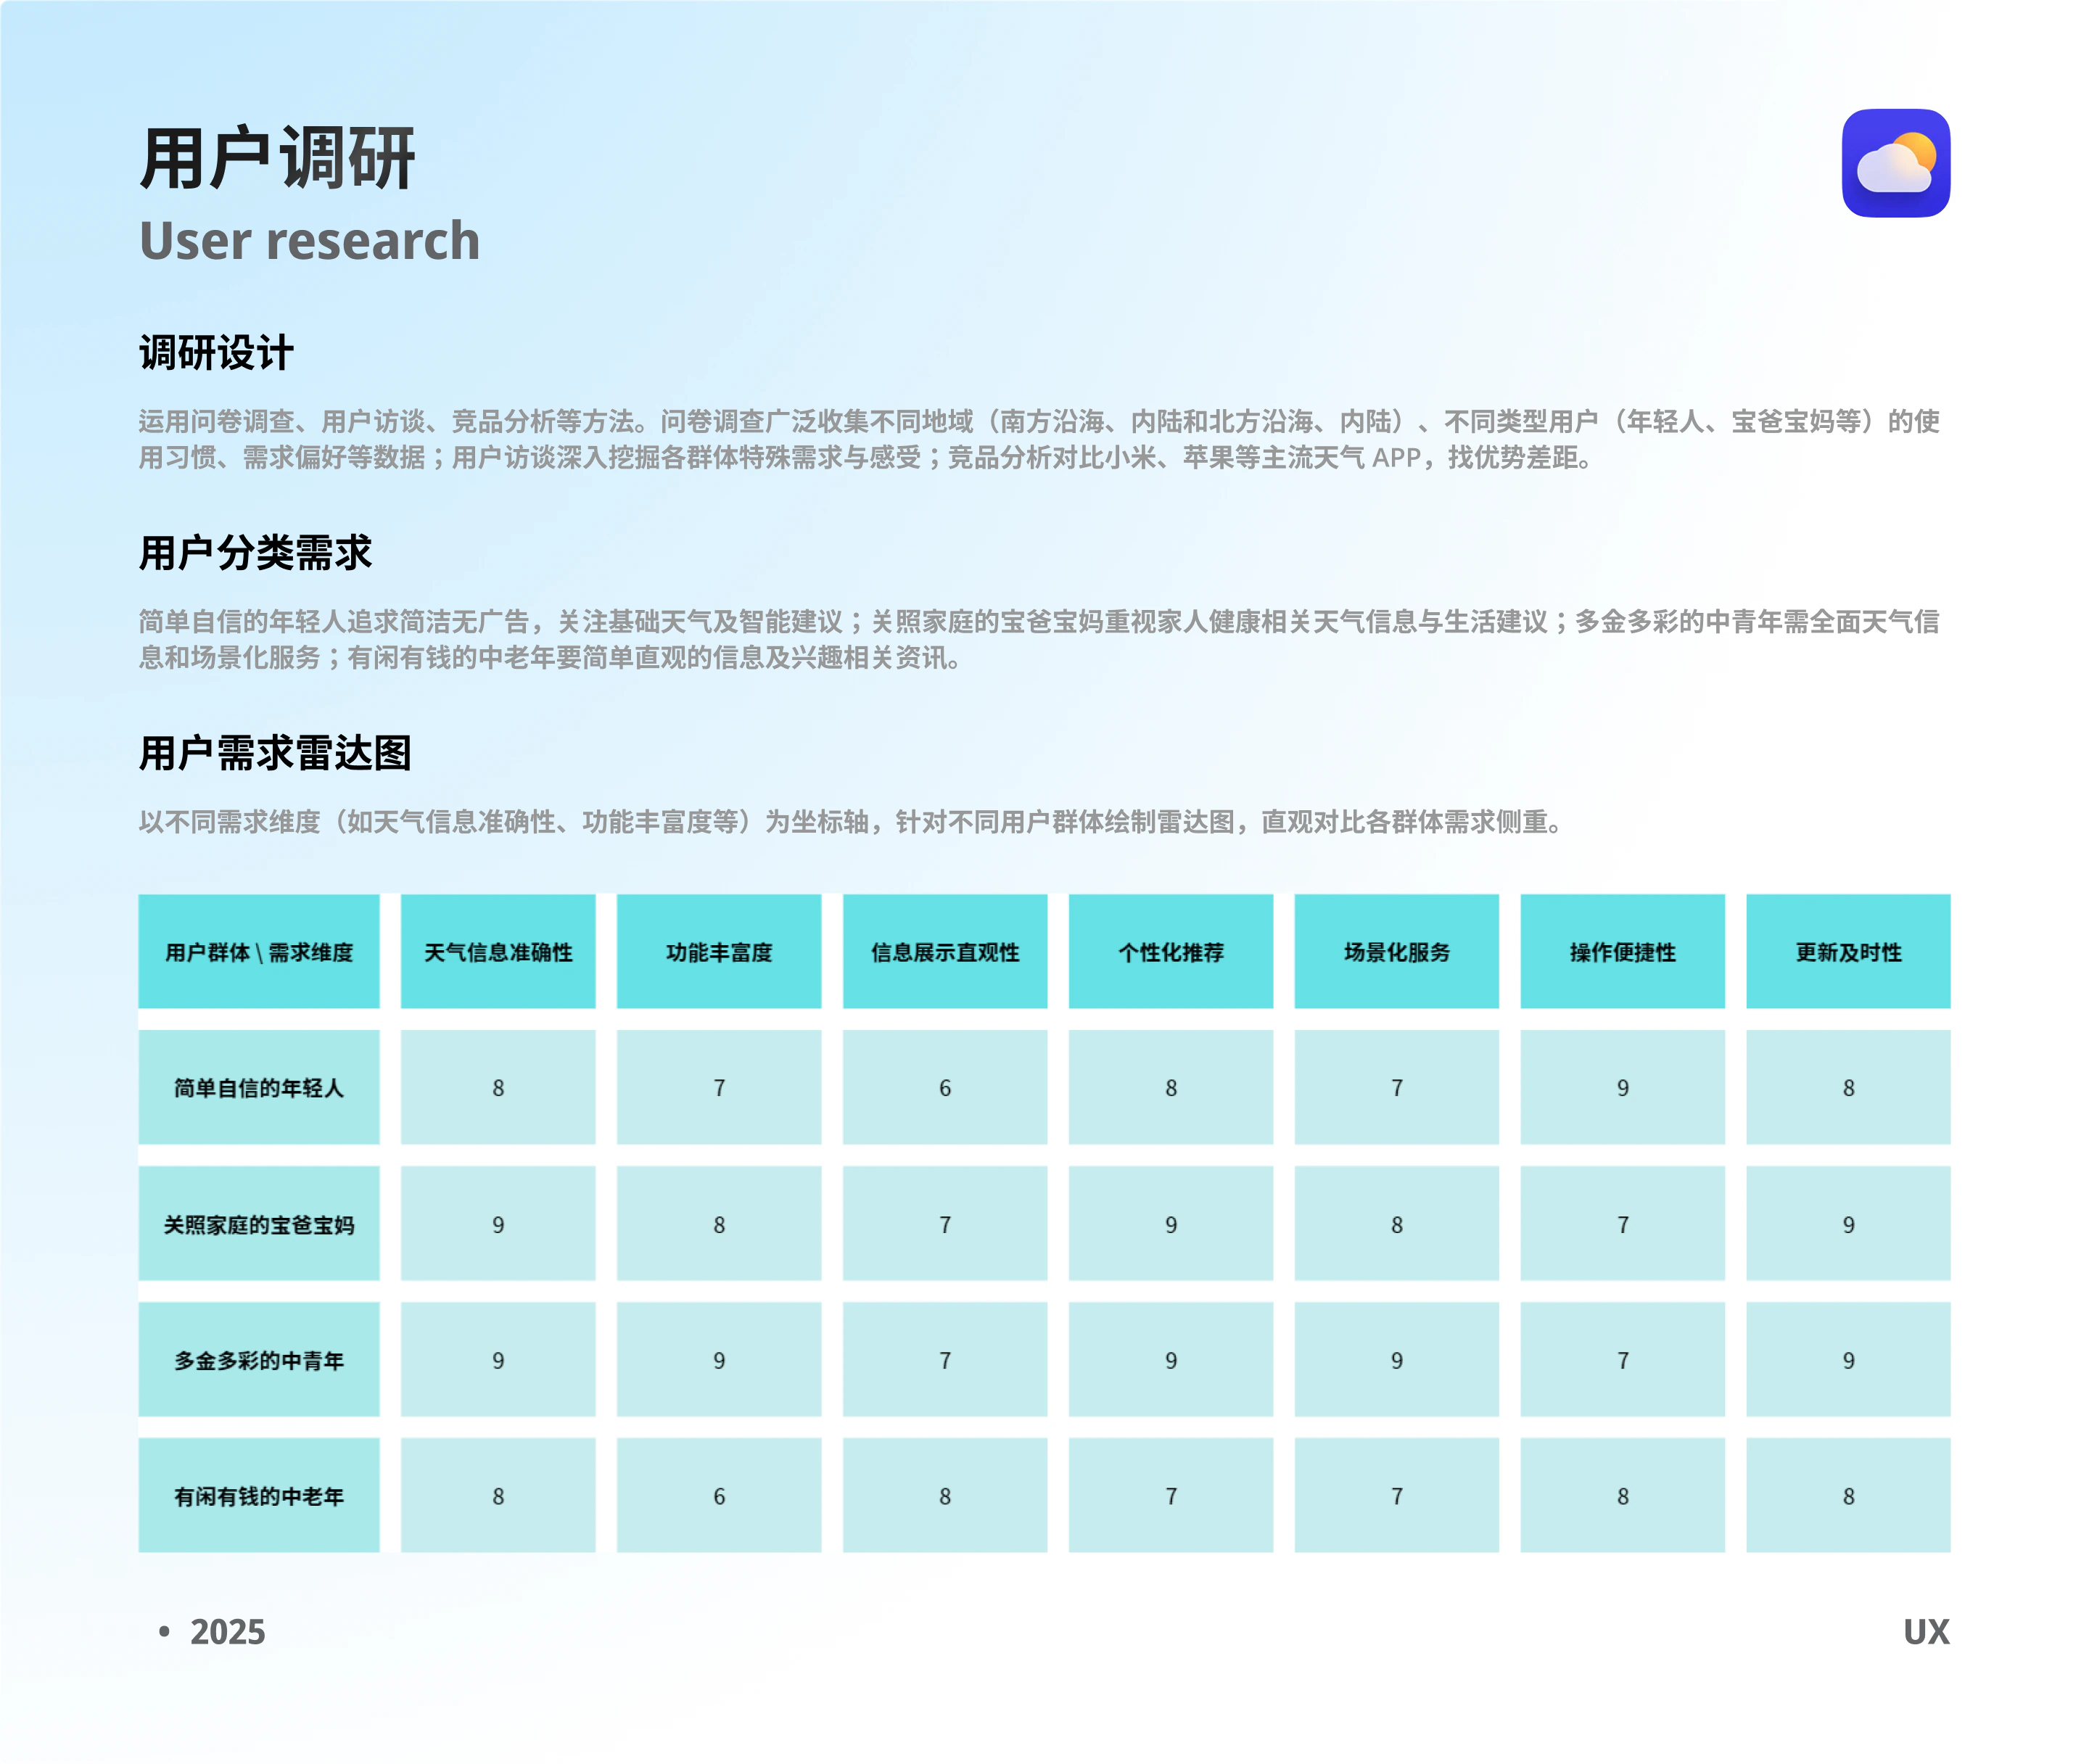 用户调研
User research
调研设计
运用问卷调查、用户访谈、竞品分析等方法。问卷调查广泛收集不同地域（南方沿海、内陆和北方沿海、内陆）、不同类型用户（年轻人、宝爸宝妈等）的使
用习惯、需求偏好等数据；用户访谈深入挖掘各群体特殊需求与感受；竞品分析对比小米、苹果等主流天气 APP，找优势差距。
用户分类需求
简单自信的年轻人追求简洁无广告，关注基础天气及智能建议；关照家庭的宝爸宝妈重视家人健康相关天气信息与生活建议；多金多彩的中青年需全面天气信
息和场景化服务；有闲有钱的中老年要简单直观的信息及兴趣相关资讯。
用户需求雷达图
以不同需求维度（如天气信息准确性、功能丰富度等）为坐标轴，针对不同用户群体绘制雷达图，直观对比各群体需求侧重。
用户群体 \ 需求维度 天气信息准确性 功能丰富度 信息展示直观性 个性化推荐 场景化服务 操作便捷性 更新及时性
简单自信的年轻人 8 7 6 8 7 9 8
关照家庭的宝爸宝妈 9 8 7 9 8 7 9
多金多彩的中青年 9 9 7 9 9 7 9
有闲有钱的中老年 8 6 8 7 7 8 8
• 2025 UX